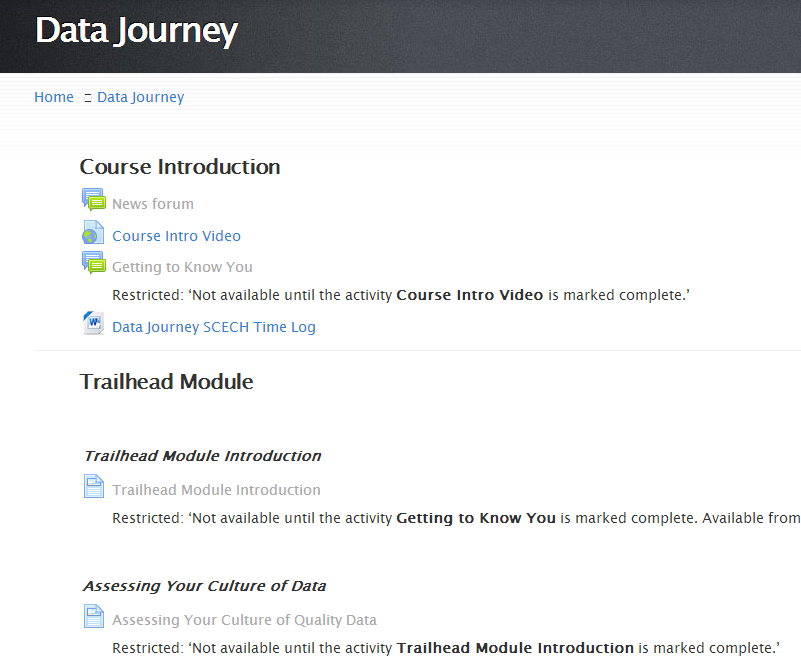 Data Journey
Home Data Journey
Course Introduction
News forum
Course Intro Video
Getting to Know You
Restricted: ‘Not available until the activity Course Intro Video is marked complete.’
W
Data Journey SCECH Time Log
Trailhead Module
Trailhead Module Introduction
Trailhead Module Introduction
Restricted: ‘Not available until the activity Getting to Know You is marked complete. Available from
Assessing Your Culture of Data
Assessing Your Culture of Quality Data
Restricted: ‘Not available until the activity Trailhead Module Introduction is marked complete.’